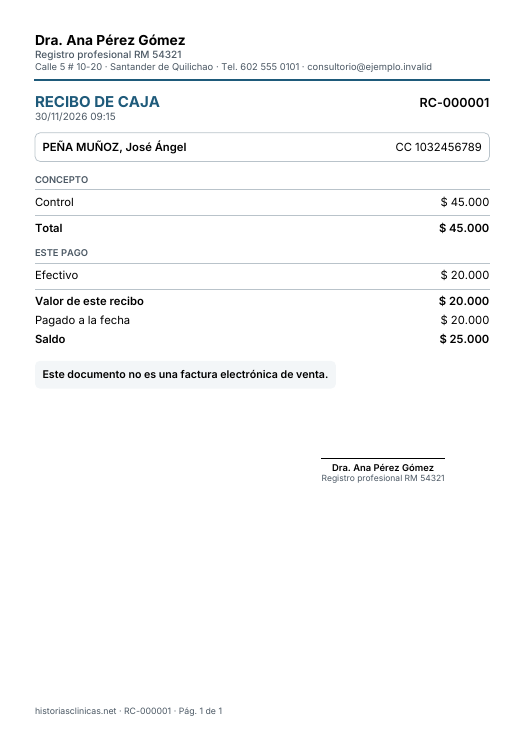 Dra. Ana Pérez Gómez
Registro profesional RM 54321
Calle 5 # 10-20 · Santander de Quilichao · Tel. 602 555 0101 · consultorio@ejemplo.invalid
RECIBO DE CAJA RC-000001
30/11/2026 09:15
PEÑA MUÑOZ, José Ángel CC 1032456789
CONCEPTO
Control $ 45.000
Total $ 45.000
ESTE PAGO
Efectivo $ 20.000
Valor de este recibo $ 20.000
Pagado a la fecha $ 20.000
Saldo $ 25.000
Este documento no es una factura electrónica de venta.
Dra. Ana Pérez Gómez
Registro profesional RM 54321
historiasclinicas.net · RC-000001 · Pág. 1 de 1